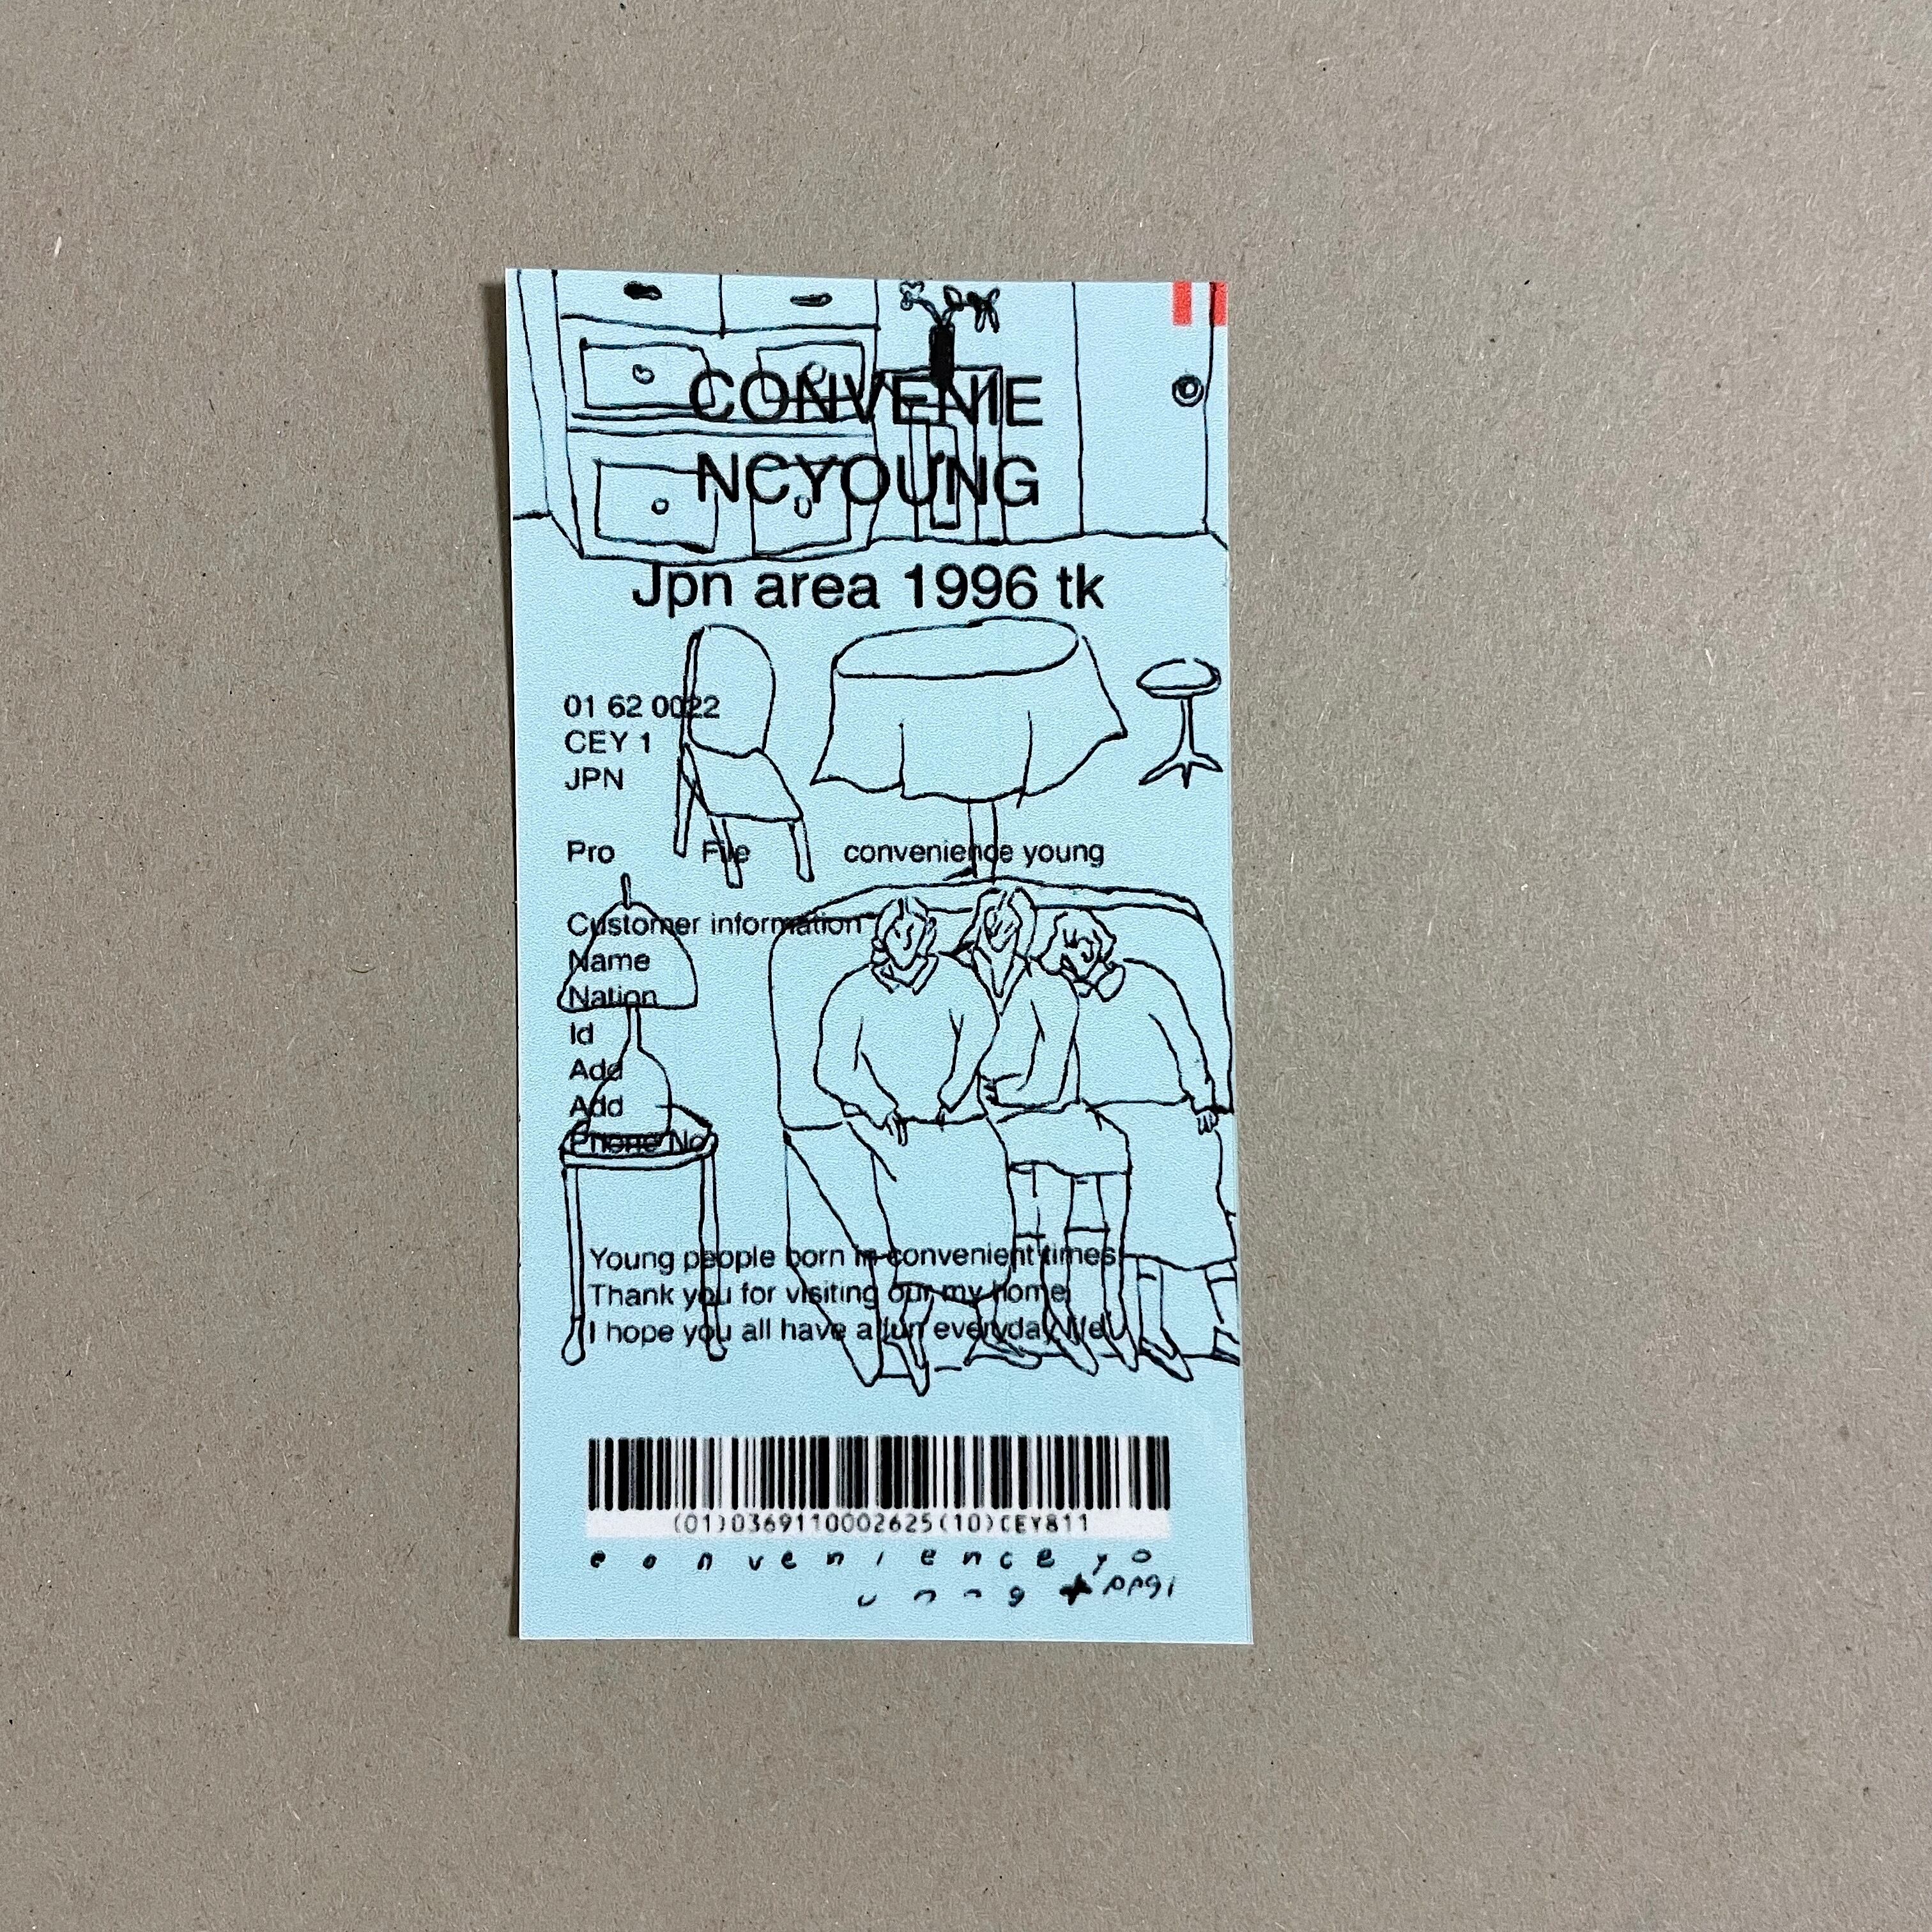 CONVENIE
NCYOUNG
Jpn area 1996 tk
01 62 0022
CEY 1
JPN
Pro File convenience young
Customer information
Name
Nation
Id
Add
Add
Phone No
Young people born in convenient times
Thank you for visiting our my home
I hope you all have a fun everyday life
(01)0369110002625(10)CEY811
convenience yo
ung